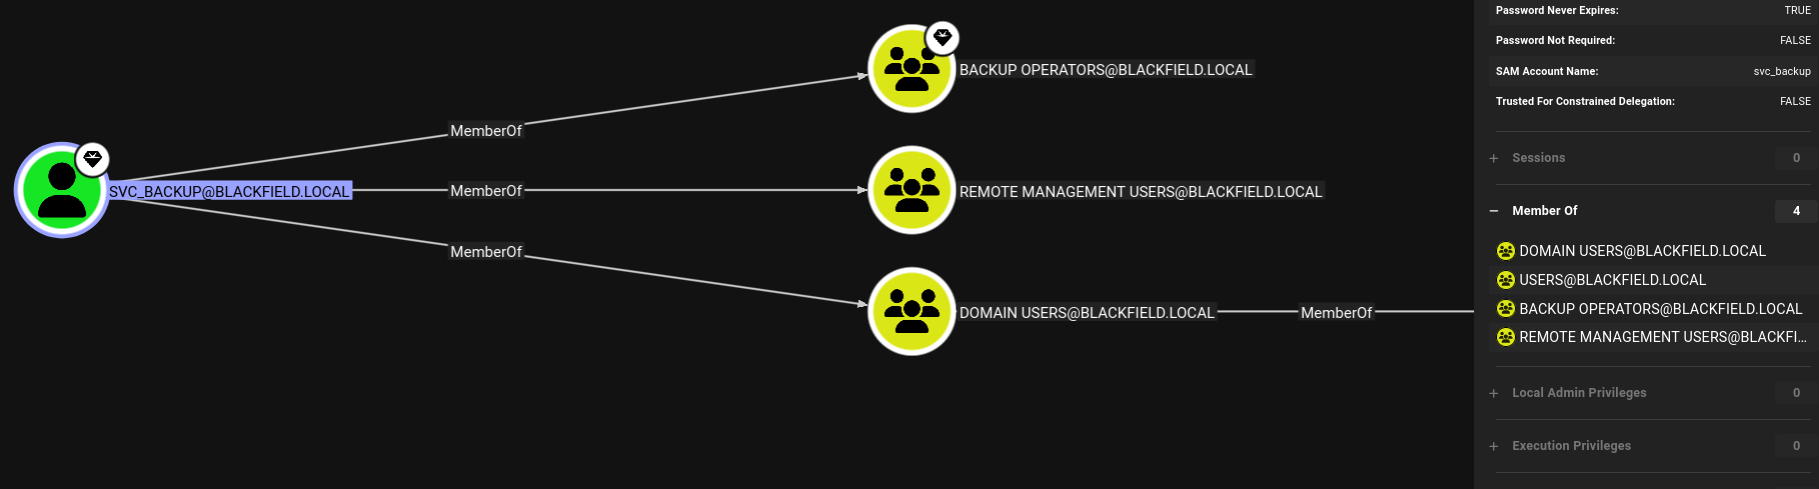 BACKUP OPERATORS@BLACKFIELD.LOCAL
MemberOf
SVC_BACKUP@BLACKFIELD.LOCAL
MemberOf
REMOTE MANAGEMENT USERS@BLACKFIELD.LOCAL
MemberOf
DOMAIN USERS@BLACKFIELD.LOCAL
MemberOf
Password Never Expires: TRUE
Password Not Required: FALSE
SAM Account Name: svc_backup
Trusted For Constrained Delegation: FALSE
+ Sessions 0
− Member Of 4
DOMAIN USERS@BLACKFIELD.LOCAL
USERS@BLACKFIELD.LOCAL
BACKUP OPERATORS@BLACKFIELD.LOCAL
REMOTE MANAGEMENT USERS@BLACKFI...
+ Local Admin Privileges 0
+ Execution Privileges 0